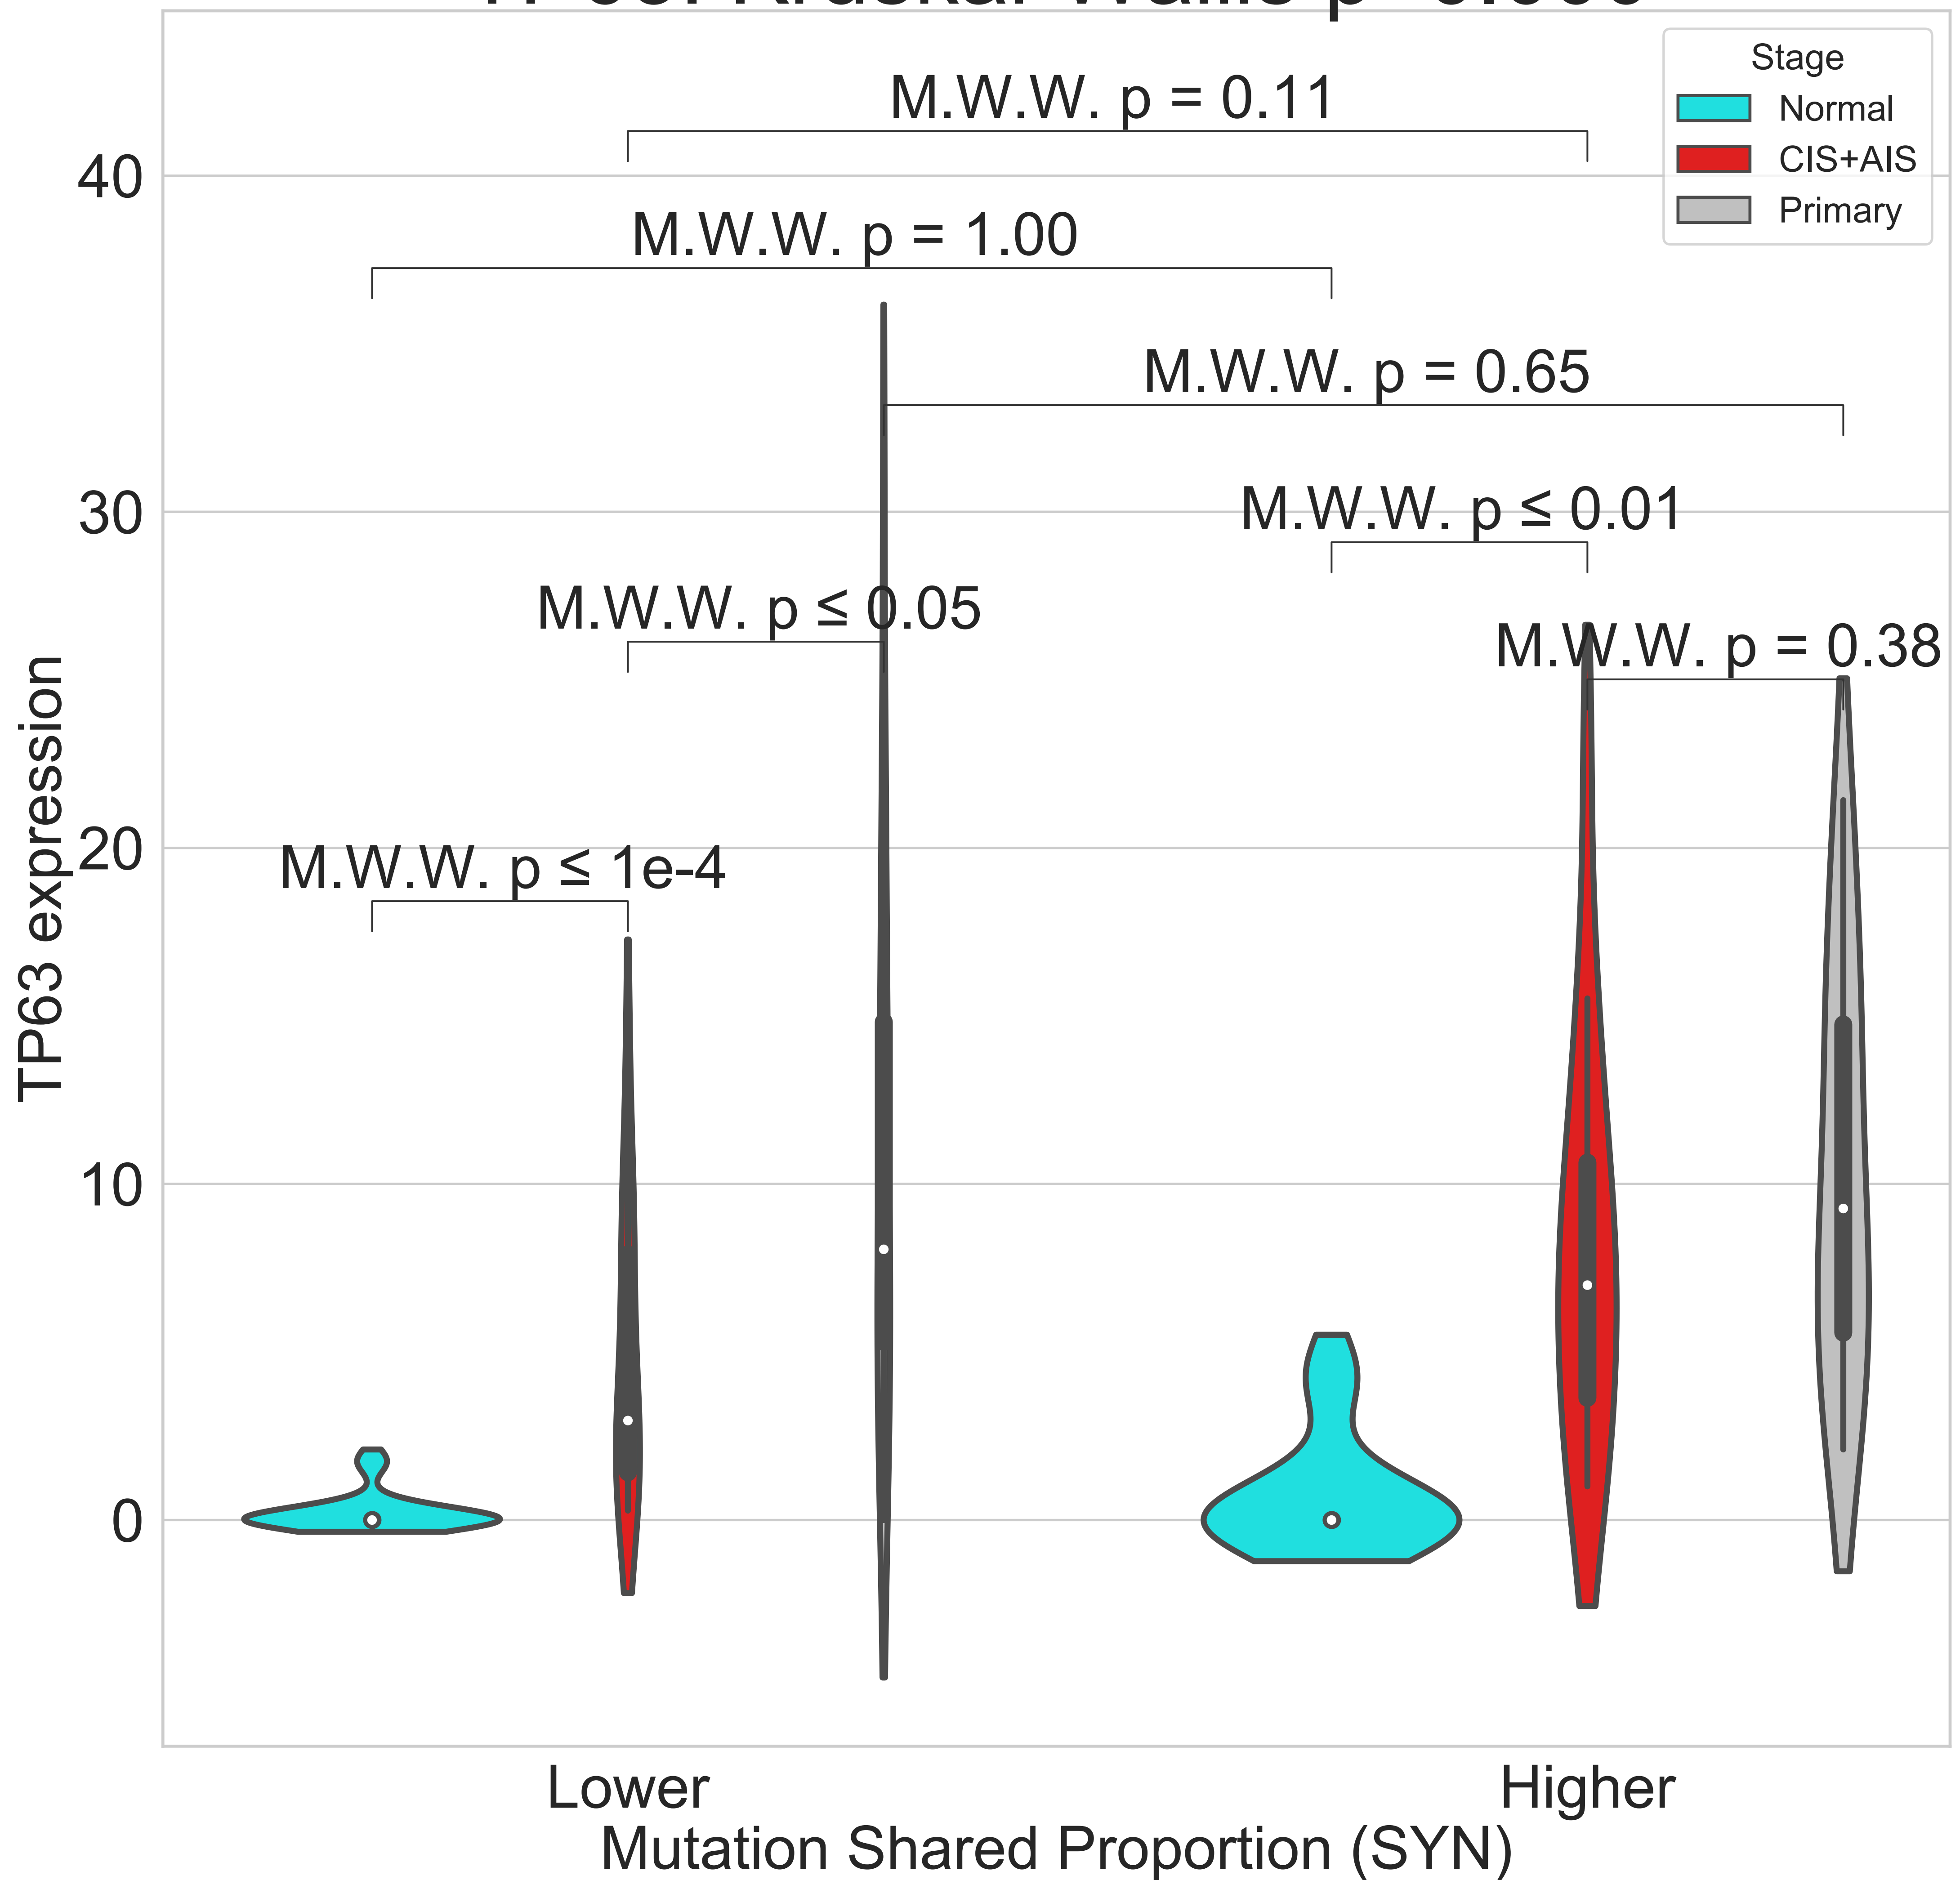 Stage
Normal
CIS+AIS
Primary
M.W.W. p = 0.11
M.W.W. p = 1.00
M.W.W. p = 0.65
M.W.W. p ≤ 0.01
M.W.W. p ≤ 0.05
M.W.W. p = 0.38
M.W.W. p ≤ 1e-4
40
30
20
10
0
TP63 expression
Lower
Higher
Mutation Shared Proportion (SYN)